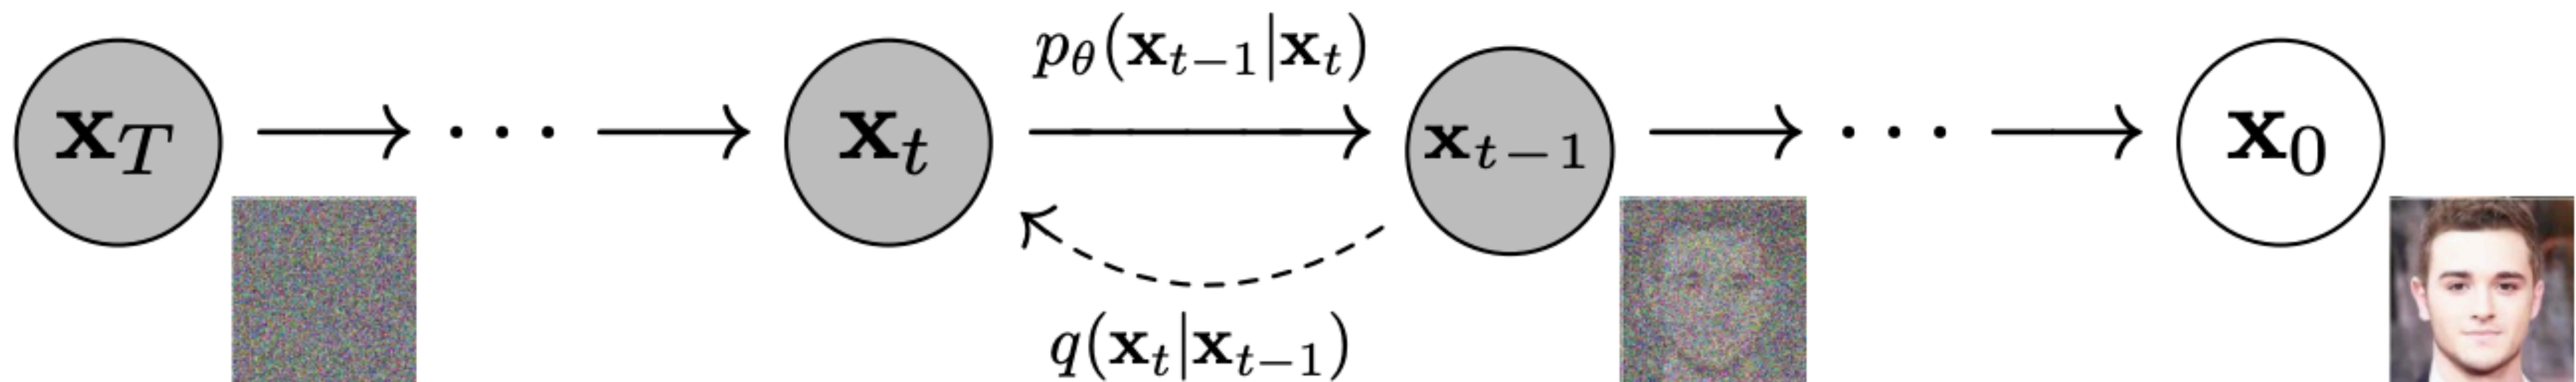 p_θ(x_{t−1}|x_t)
x_T → ··· → x_t → x_{t−1} → ··· → x_0
q(x_t|x_{t−1})